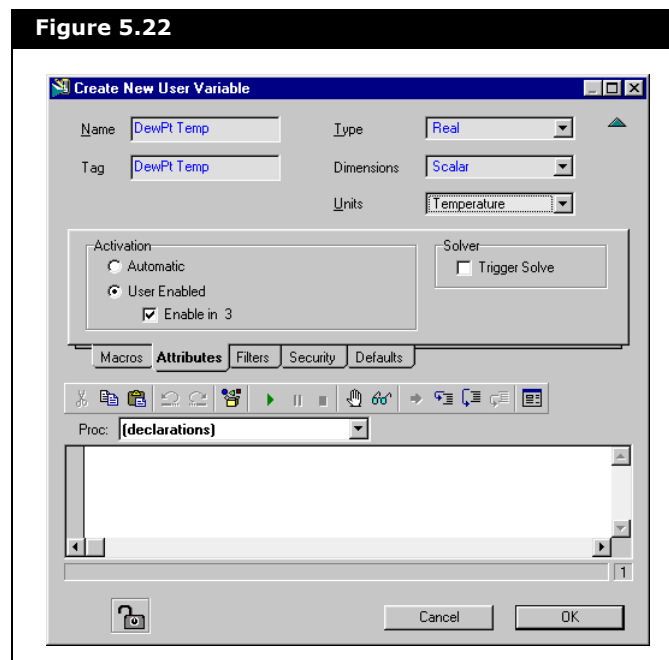 Figure 5.22
Create New User Variable
Name DewPt Temp Type Real
Tag DewPt Temp Dimensions Scalar
Units Temperature
Activation Solver
Automatic Trigger Solve
User Enabled
Enable in 3
Macros Attributes Filters Security Defaults
Proc: (declarations)
1
Cancel OK